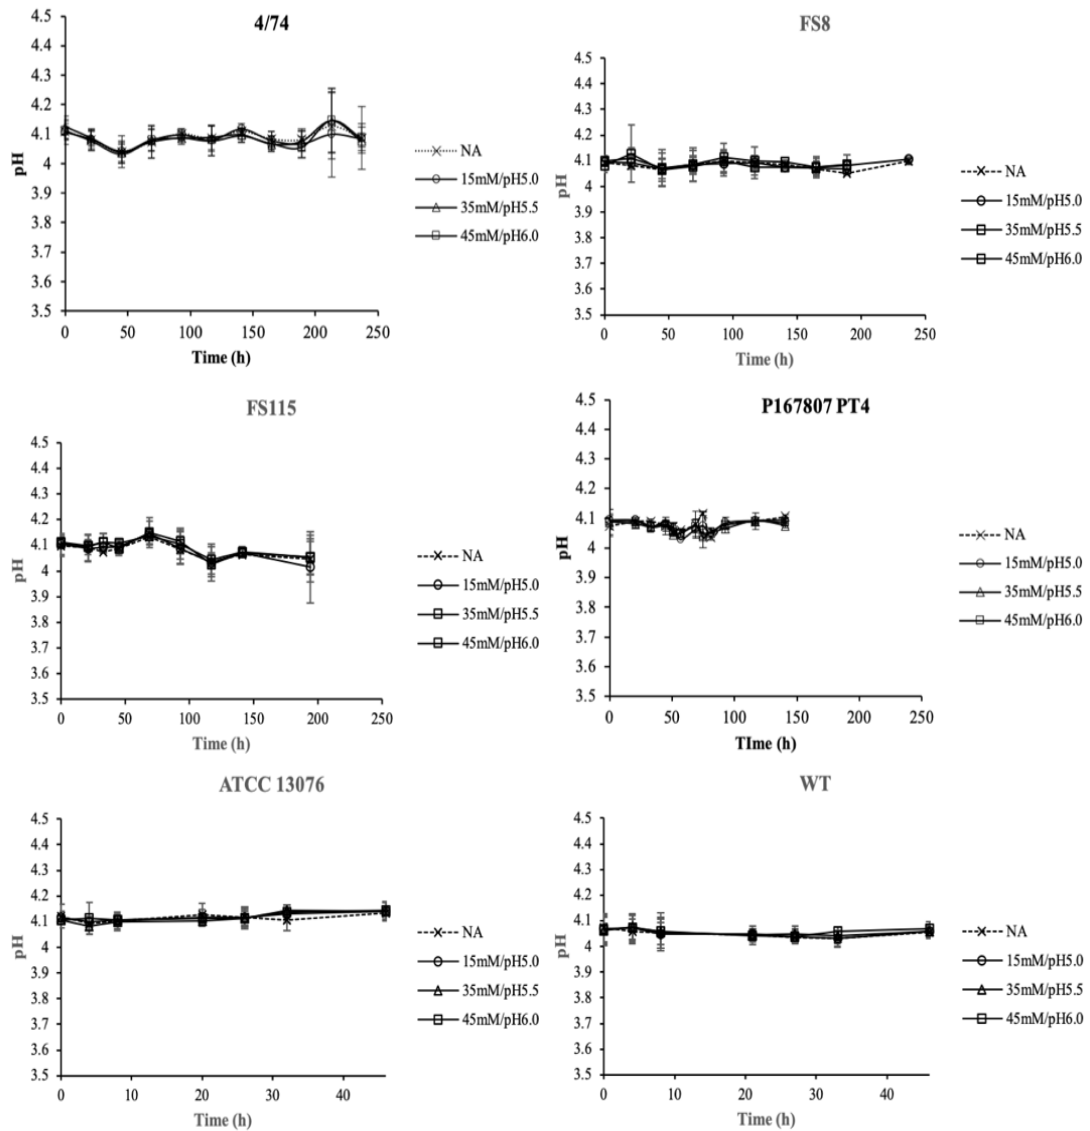 4/74
4.5
4.4
4.3
4.2
4.1
4
3.9
3.8
3.7
3.6
3.5
pH
0 50 100 150 200 250
Time (h)
NA
15mM/pH5.0
35mM/pH5.5
45mM/pH6.0
FS8
4.5
4.4
4.3
4.2
4.1
4
3.9
3.8
3.7
3.6
3.5
pH
0 50 100 150 200 250
Time (h)
NA
15mM/pH5.0
35mM/pH5.5
45mM/pH6.0
FS115
4.5
4.4
4.3
4.2
4.1
4
3.9
3.8
3.7
3.6
3.5
pH
0 50 100 150 200 250
Time (h)
NA
15mM/pH5.0
35mM/pH5.5
45mM/pH6.0
P167807 PT4
4.5
4.4
4.3
4.2
4.1
4
3.9
3.8
3.7
3.6
3.5
pH
0 50 100 150 200 250
TIme (h)
NA
15mM/pH5.0
35mM/pH5.5
45mM/pH6.0
ATCC 13076
4.5
4.4
4.3
4.2
4.1
4
3.9
3.8
3.7
3.6
3.5
pH
0 10 20 30 40
Time (h)
NA
15mM/pH5.0
35mM/pH5.5
45mM/pH6.0
WT
4.5
4.4
4.3
4.2
4.1
4
3.9
3.8
3.7
3.6
3.5
pH
0 10 20 30 40
Time (h)
NA
15mM/pH5.0
35mM/pH5.5
45mM/pH6.0